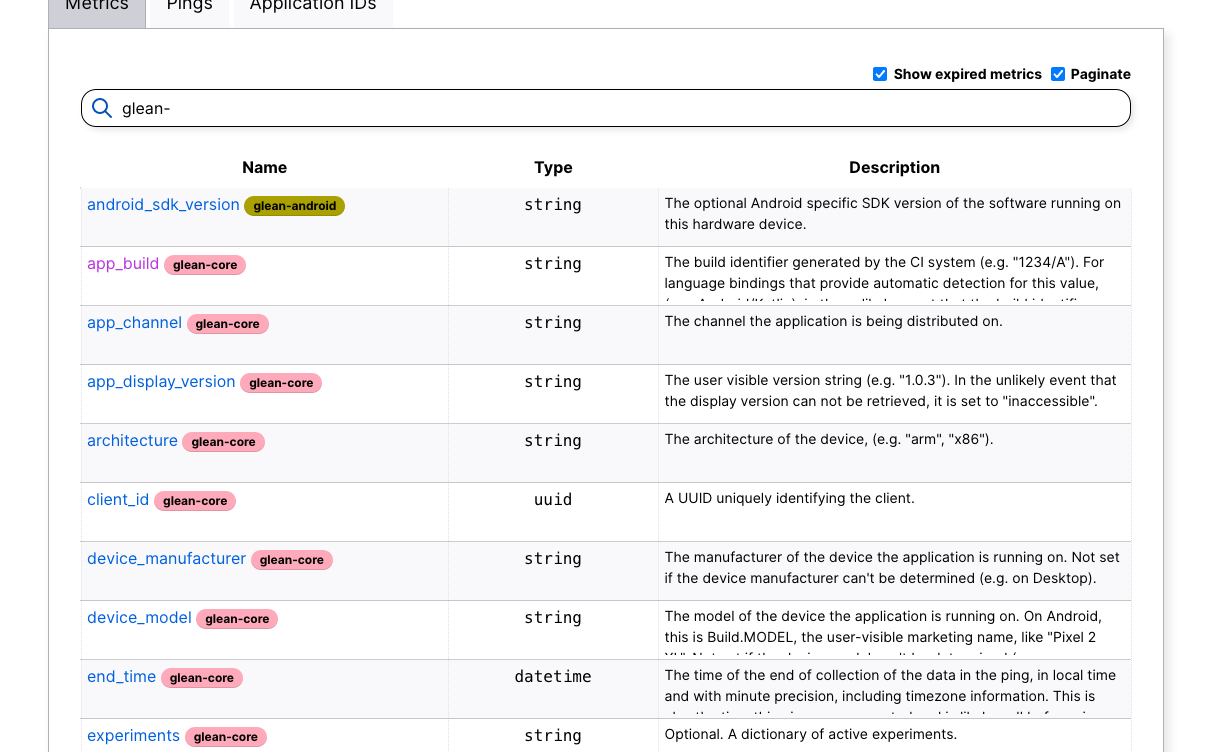 Metrics Pings Application IDs
Show expired metrics Paginate
glean-
Name Type Description
android_sdk_version glean-android string The optional Android specific SDK version of the software running on
this hardware device.
app_build glean-core string The build identifier generated by the CI system (e.g. "1234/A"). For
language bindings that provide automatic detection for this value,
app_channel glean-core string The channel the application is being distributed on.
app_display_version glean-core string The user visible version string (e.g. "1.0.3"). In the unlikely event that
the display version can not be retrieved, it is set to "inaccessible".
architecture glean-core string The architecture of the device, (e.g. "arm", "x86").
client_id glean-core uuid A UUID uniquely identifying the client.
device_manufacturer glean-core string The manufacturer of the device the application is running on. Not set
if the device manufacturer can't be determined (e.g. on Desktop).
device_model glean-core string The model of the device the application is running on. On Android,
this is Build.MODEL, the user-visible marketing name, like "Pixel 2
end_time glean-core datetime The time of the end of collection of the data in the ping, in local time
and with minute precision, including timezone information. This is
experiments glean-core string Optional. A dictionary of active experiments.